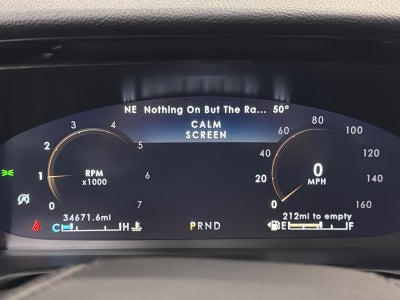 NE Nothing On But The Ra... 50°
CALM
SCREEN
0 1 2 3 4 5 6 7
RPM
x1000
0 20 40 60 80 100 120 140 160
0
MPH
34671.6mi
212mi to empty
C H
PRND
E F